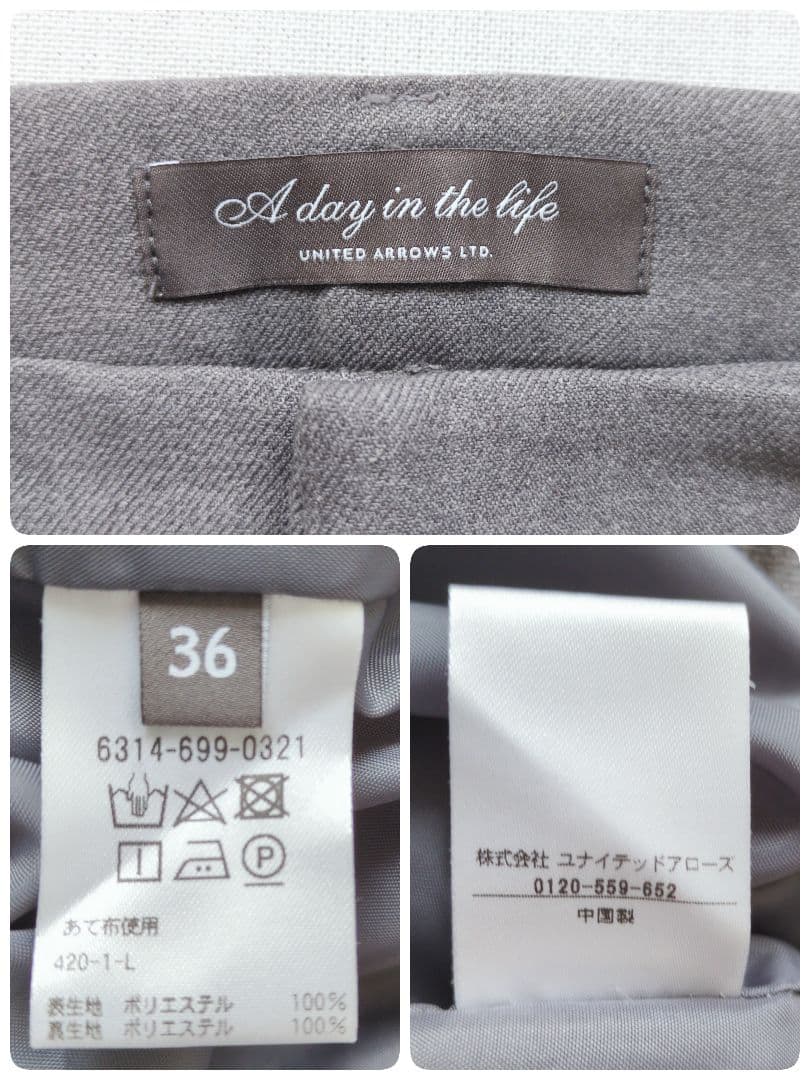 A day in the life
UNITED ARROWS LTD.
36
6314-699-0321
P
あて布使用
420-1-L
表生地 ポリエステル 100%
裏生地 ポリエステル 100%
株式会社 ユナイテッドアローズ
0120-559-652
中国製